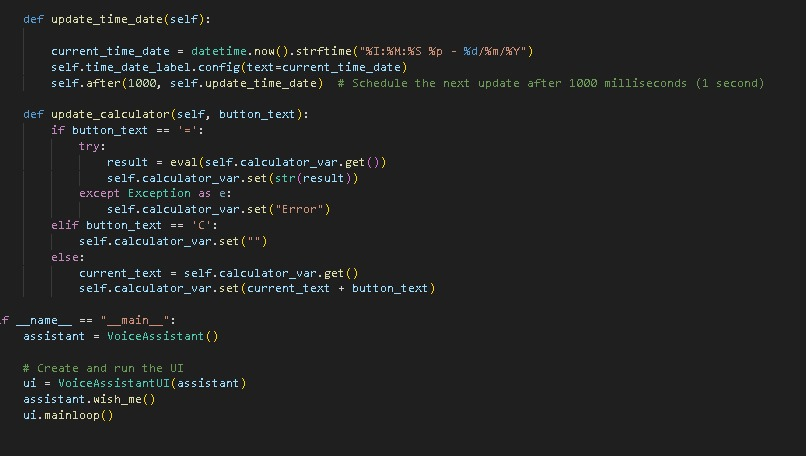 def update_time_date(self):
current_time_date = datetime.now().strftime("%I:%M:%S %p - %d/%m/%Y")
self.time_date_label.config(text=current_time_date)
self.after(1000, self.update_time_date)  # Schedule the next update after 1000 milliseconds (1 second)
def update_calculator(self, button_text):
if button_text == '=':
try:
result = eval(self.calculator_var.get())
self.calculator_var.set(str(result))
except Exception as e:
self.calculator_var.set("Error")
elif button_text == 'C':
self.calculator_var.set("")
else:
current_text = self.calculator_var.get()
self.calculator_var.set(current_text + button_text)
if __name__ == "__main__":
assistant = VoiceAssistant()
# Create and run the UI
ui = VoiceAssistantUI(assistant)
assistant.wish_me()
ui.mainloop()